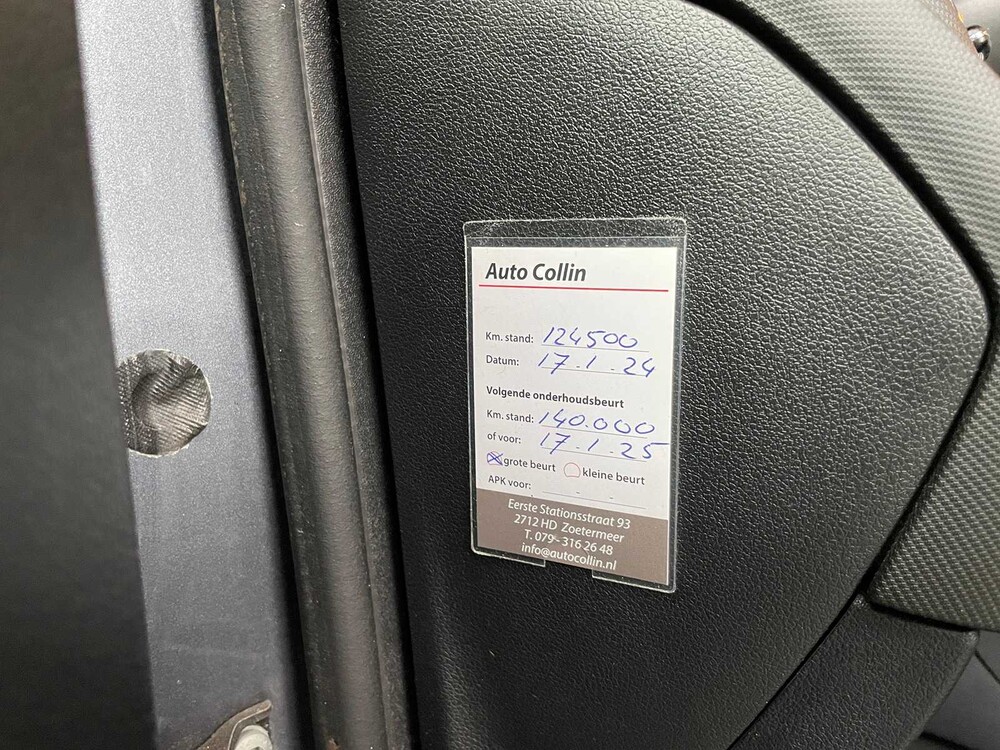 Auto Collin
Km. stand: 124500
Datum: 17.1.24
Volgende onderhoudsbeurt
Km. stand: 140.000
of voor: 17.1.25
grote beurt kleine beurt
APK voor:
Eerste Stationsstraat 93
2712 HD Zoetermeer
T. 079 - 316 26 48
info@autocollin.nl